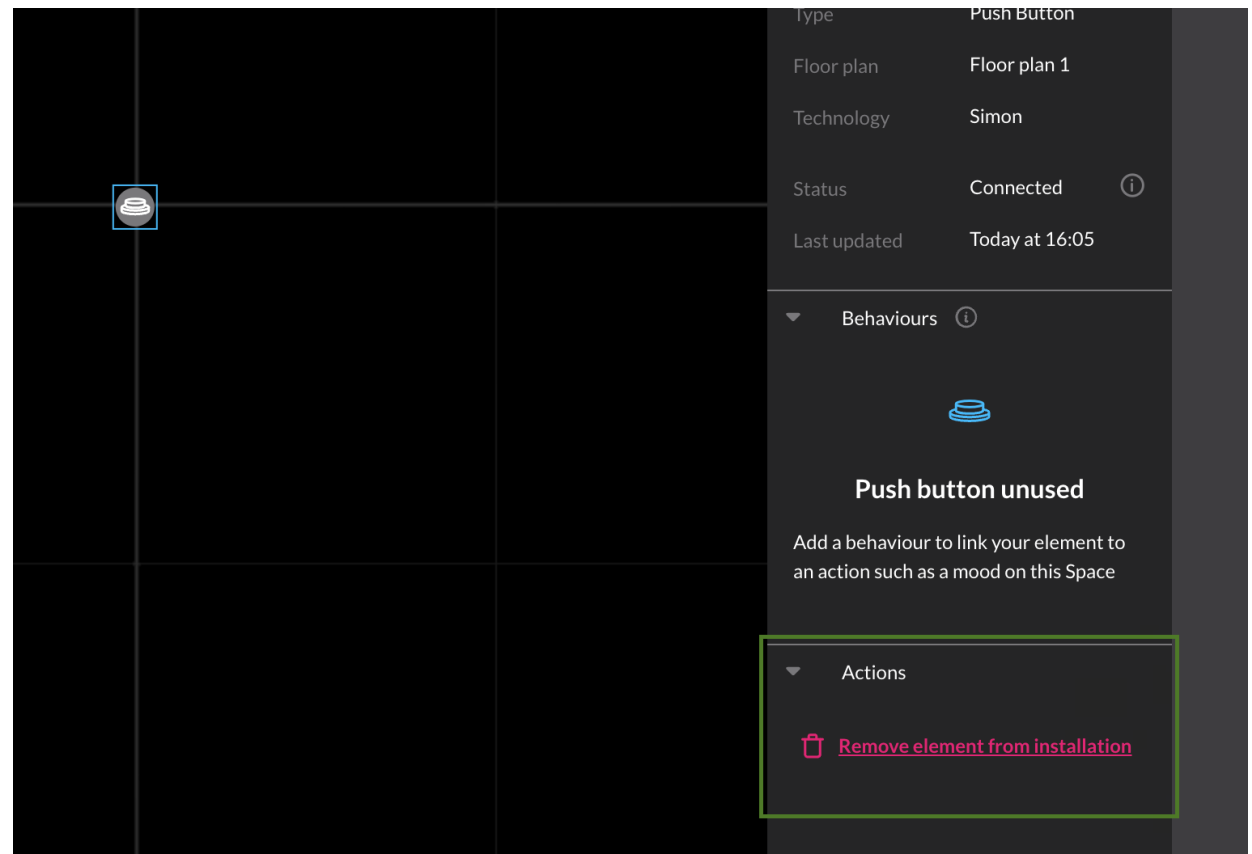 Type Push Button
Floor plan Floor plan 1
Technology Simon
Status Connected
Last updated Today at 16:05
Behaviours
Push button unused
Add a behaviour to link your element to
an action such as a mood on this Space
Actions
Remove element from installation